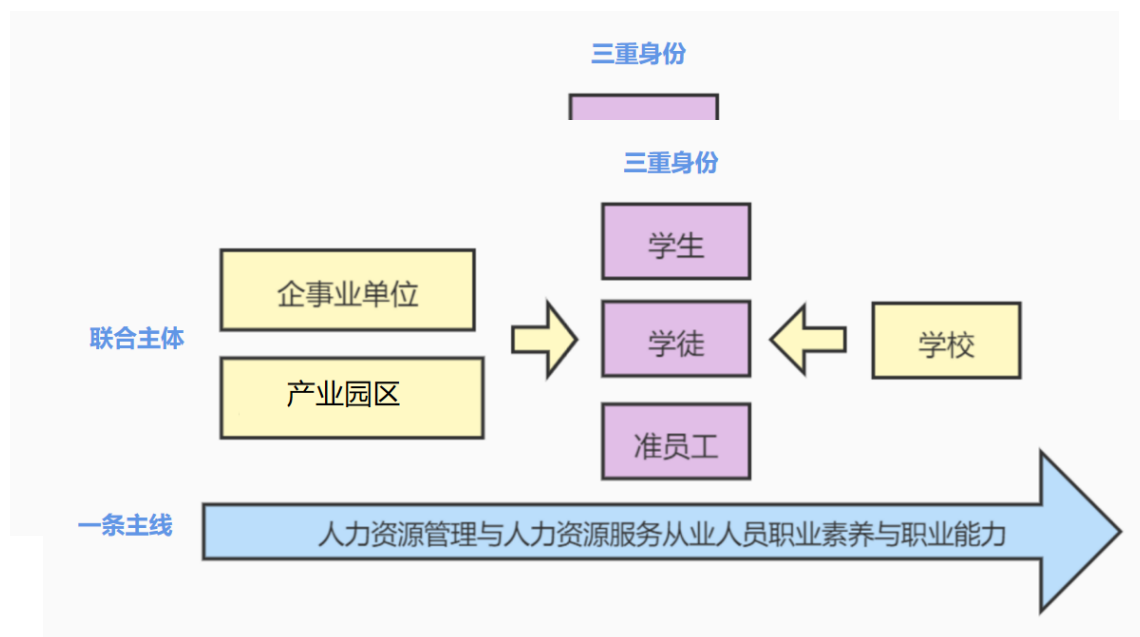 三重身份
三重身份
学生
企事业单位
联合主体
学徒
学校
产业园区
准员工
一条主线
人力资源管理与人力资源服务从业人员职业素养与职业能力